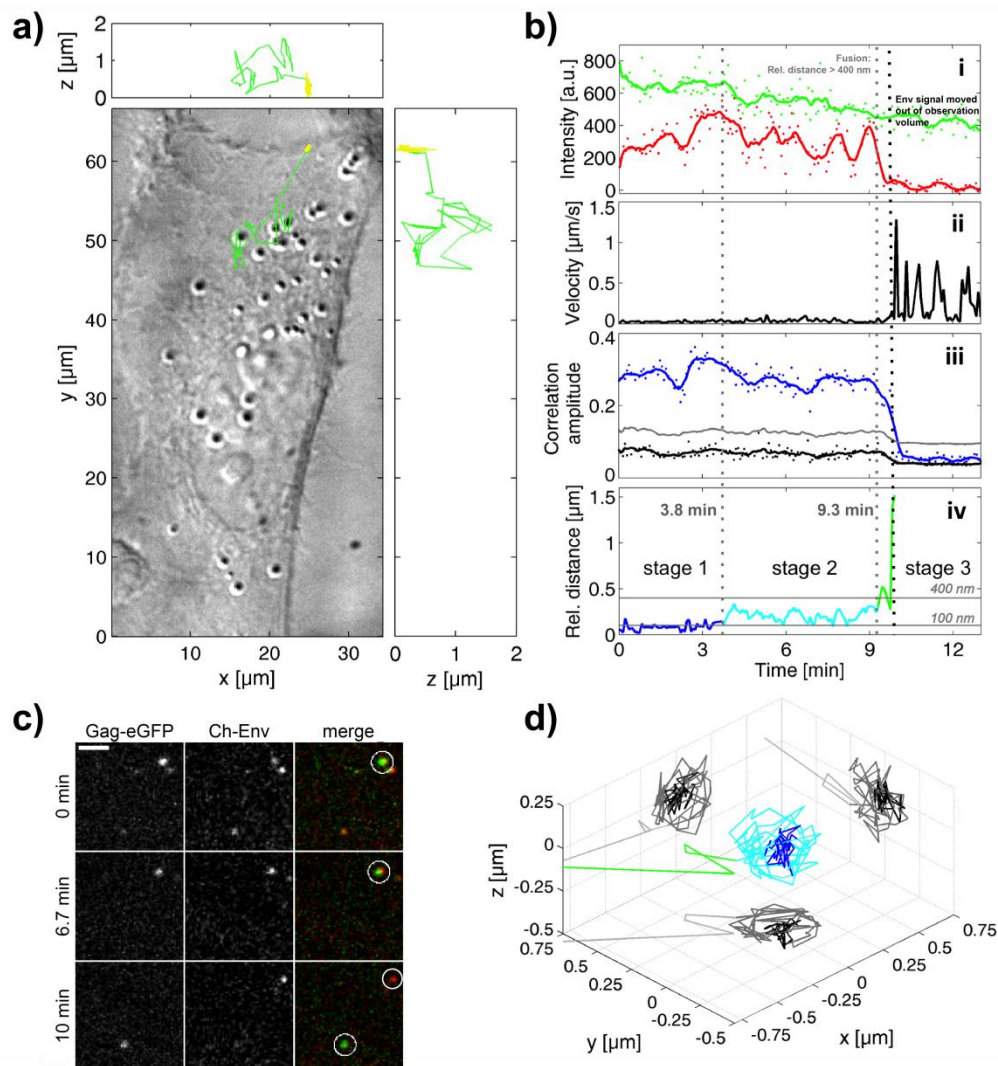 a)
2
1
0
z [µm]
60
50
40
30
20
10
0
y [µm]
0
10
20
30
x [µm]
0
1
2
z [µm]
b)
800
600
400
200
0
Intensity [a.u.]
Fusion:
Rel. distance > 400 nm
i
Env signal moved
out of observation
volume
1.5
1
0.5
0
Velocity [µm/s]
ii
0.4
0.2
0
Correlation
amplitude
iii
1.5
1
0.5
0
Rel. distance [µm]
3.8 min
9.3 min
iv
stage 1
stage 2
stage 3
400 nm
100 nm
0
3
6
9
12
Time [min]
c)
Gag-eGFP
Ch-Env
merge
0 min
6.7 min
10 min
d)
0.25
0
-0.25
-0.5
z [µm]
0.75
0.5
0.25
0
-0.25
-0.5
y [µm]
-0.75
-0.5
-0.25
0
0.25
0.5
0.75
x [µm]